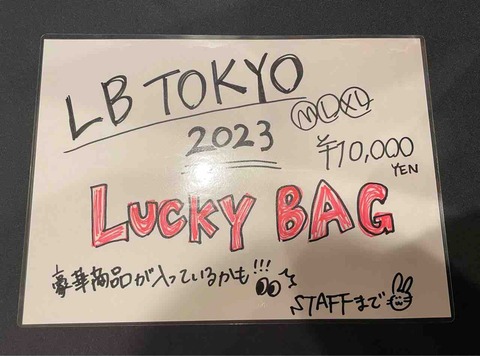 LB TOKYO
2023
M L XL
¥10,000
YEN
LUCKY BAG
豪華商品が入っているかも!!!
STAFFまで